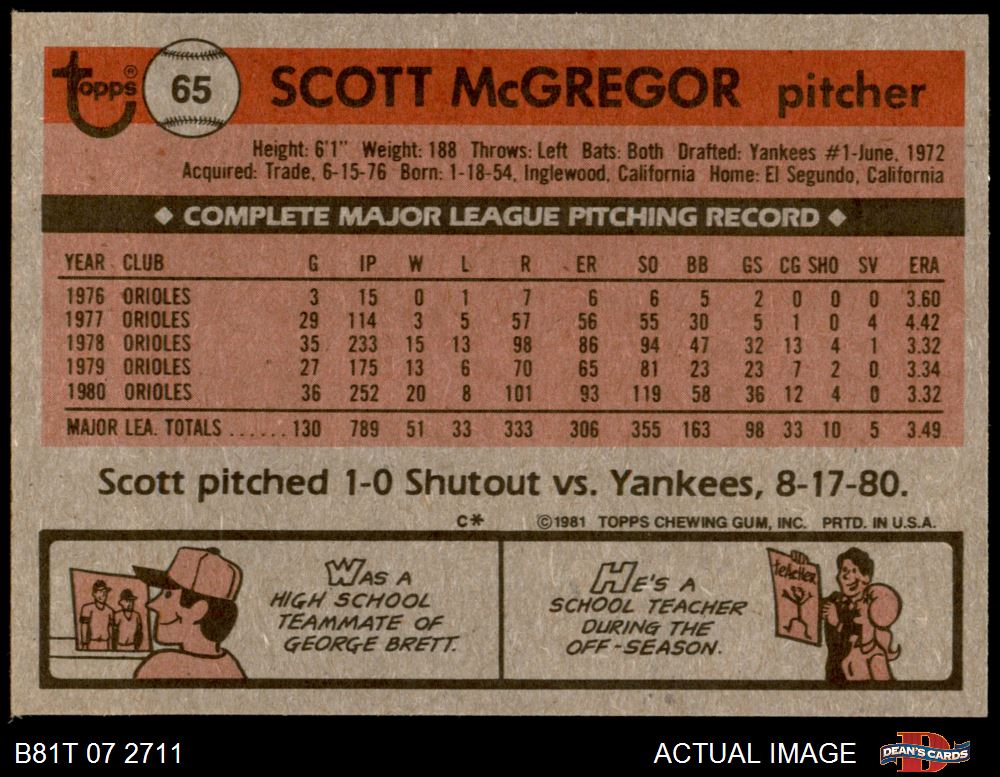 Topps® 65 SCOTT McGREGOR pitcher
Height: 6'1" Weight: 188 Throws: Left Bats: Both Drafted: Yankees #1-June, 1972
Acquired: Trade, 6-15-76 Born: 1-18-54, Inglewood, California Home: El Segundo, California
◆ COMPLETE MAJOR LEAGUE PITCHING RECORD ◆
YEAR CLUB G IP W L R ER SO BB GS CG SHO SV ERA
1976 ORIOLES 3 15 0 1 7 6 6 5 2 0 0 0 3.60
1977 ORIOLES 29 114 3 5 57 56 55 30 5 1 0 4 4.42
1978 ORIOLES 35 233 15 13 98 86 94 47 32 13 4 1 3.32
1979 ORIOLES 27 175 13 6 70 65 81 23 23 7 2 0 3.34
1980 ORIOLES 36 252 20 8 101 93 119 58 36 12 4 0 3.32
MAJOR LEA. TOTALS ...... 130 789 51 33 333 306 355 163 98 33 10 5 3.49
Scott pitched 1-0 Shutout vs. Yankees, 8-17-80.
C* ©1981 TOPPS CHEWING GUM, INC. PRTD. IN U.S.A.
WAS A
HIGH SCHOOL
TEAMMATE OF
GEORGE BRETT.
HE'S A
SCHOOL TEACHER
DURING THE
OFF-SEASON.
TEACHER
B81T 07 2711 ACTUAL IMAGE DEAN'S CARDS